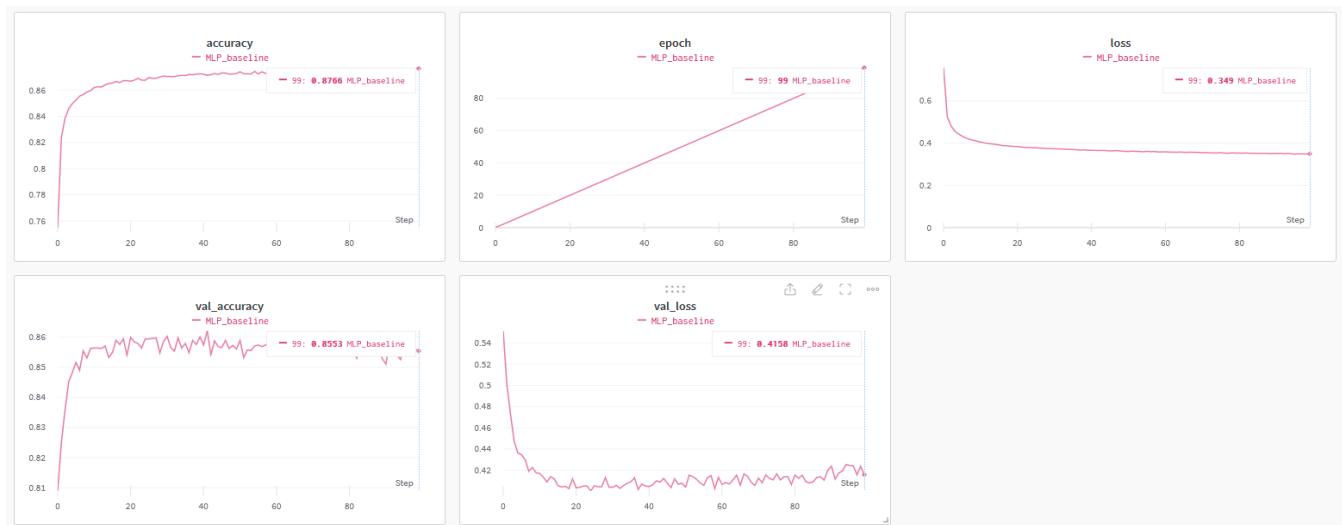 accuracy
MLP_baseline
99: 0.8766 MLP_baseline
0.86
0.84
0.82
0.8
0.78
0.76
Step
0 20 40 60 80
epoch
MLP_baseline
99: 99 MLP_baseline
80
60
40
20
0
Step
0 20 40 60 80
loss
MLP_baseline
99: 0.349 MLP_baseline
0.6
0.4
0.2
0
Step
0 20 40 60 80
val_accuracy
MLP_baseline
99: 0.8553 MLP_baseline
0.86
0.85
0.84
0.83
0.82
0.81
Step
0 20 40 60 80
val_loss
MLP_baseline
99: 0.4158 MLP_baseline
0.54
0.52
0.5
0.48
0.46
0.44
0.42
Step
0 20 40 60 80